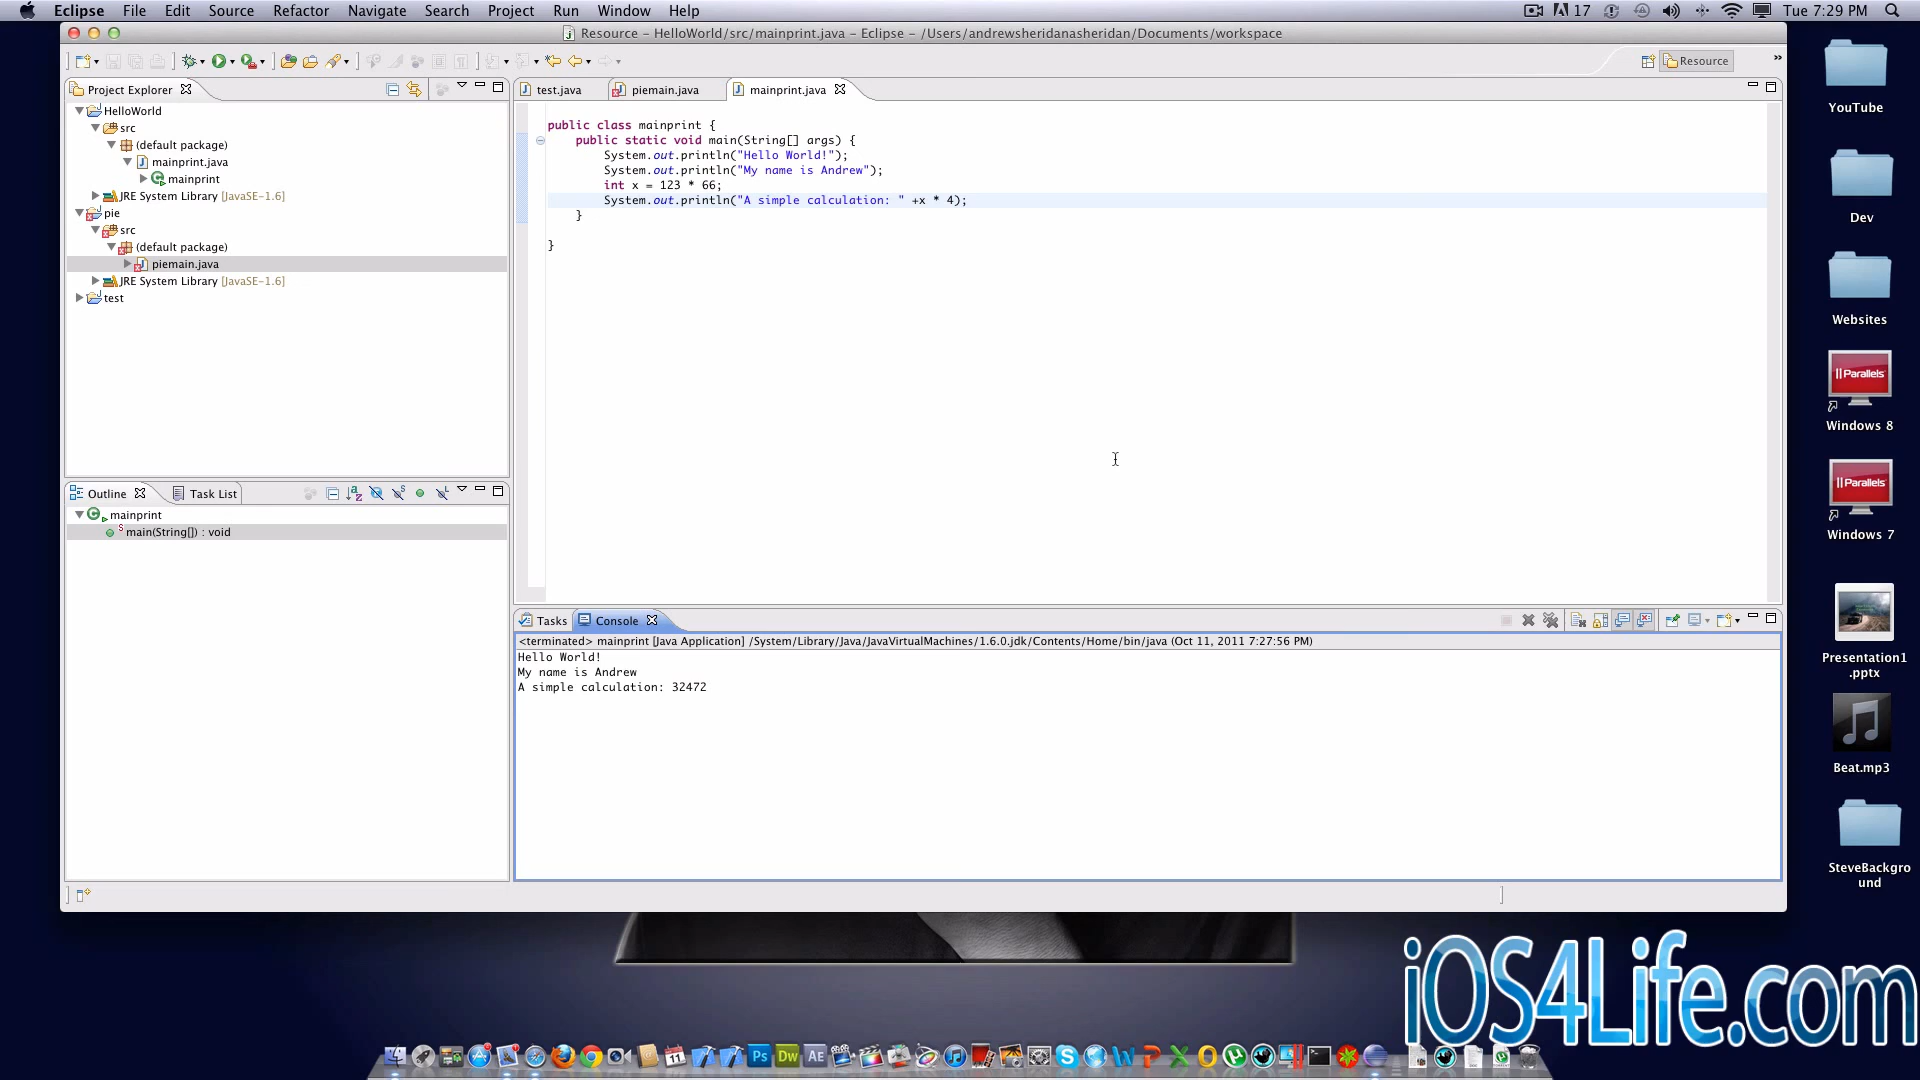 Eclipse File Edit Source Refactor Navigate Search Project Run Window Help
17 Tue 7:29 PM
Resource – HelloWorld/src/mainprint.java – Eclipse – /Users/andrewsheridanasheridan/Documents/workspace
Resource
Project Explorer
HelloWorld
src
(default package)
mainprint.java
mainprint
JRE System Library [JavaSE-1.6]
pie
src
(default package)
piemain.java
JRE System Library [JavaSE-1.6]
test
Outline Task List
mainprint
main(String[]) : void
test.java piemain.java mainprint.java
public class mainprint {
public static void main(String[] args) {
System.out.println("Hello World!");
System.out.println("My name is Andrew");
int x = 123 * 66;
System.out.println("A simple calculation: " +x * 4);
}
}
Tasks Console
<terminated> mainprint [Java Application] /System/Library/Java/JavaVirtualMachines/1.6.0.jdk/Contents/Home/bin/java (Oct 11, 2011 7:27:56 PM)
Hello World!
My name is Andrew
A simple calculation: 32472
YouTube
Dev
Websites
Parallels
Windows 8
Parallels
Windows 7
Presentation1
.pptx
Beat.mp3
SteveBackgro
und
iOS4Life.com
11 Ps Dw AE